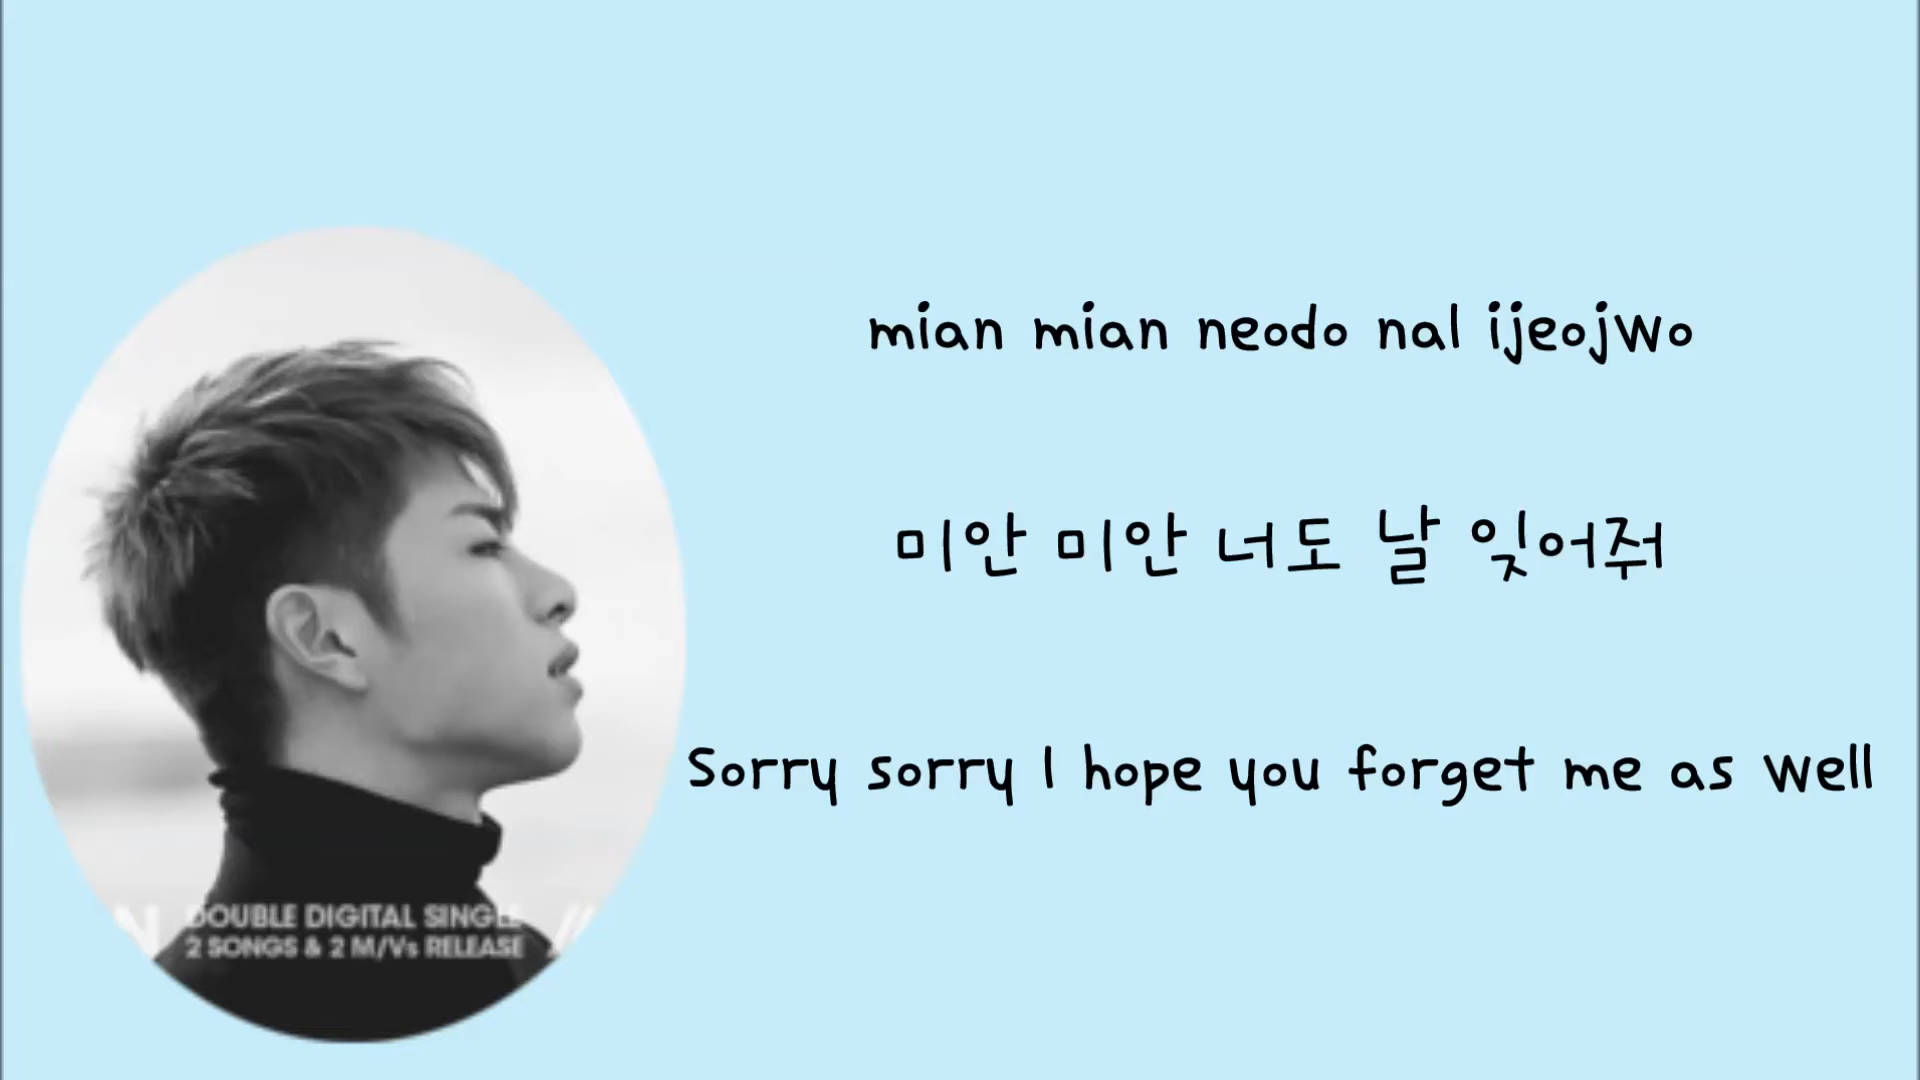 mian mian neodo nal ijeojwo
미안 미안 너도 날 잊어줘
Sorry sorry I hope you forget me as well
N DOUBLE DIGITAL SINGLE //
2 SONGS & 2 M/Vs RELEASE